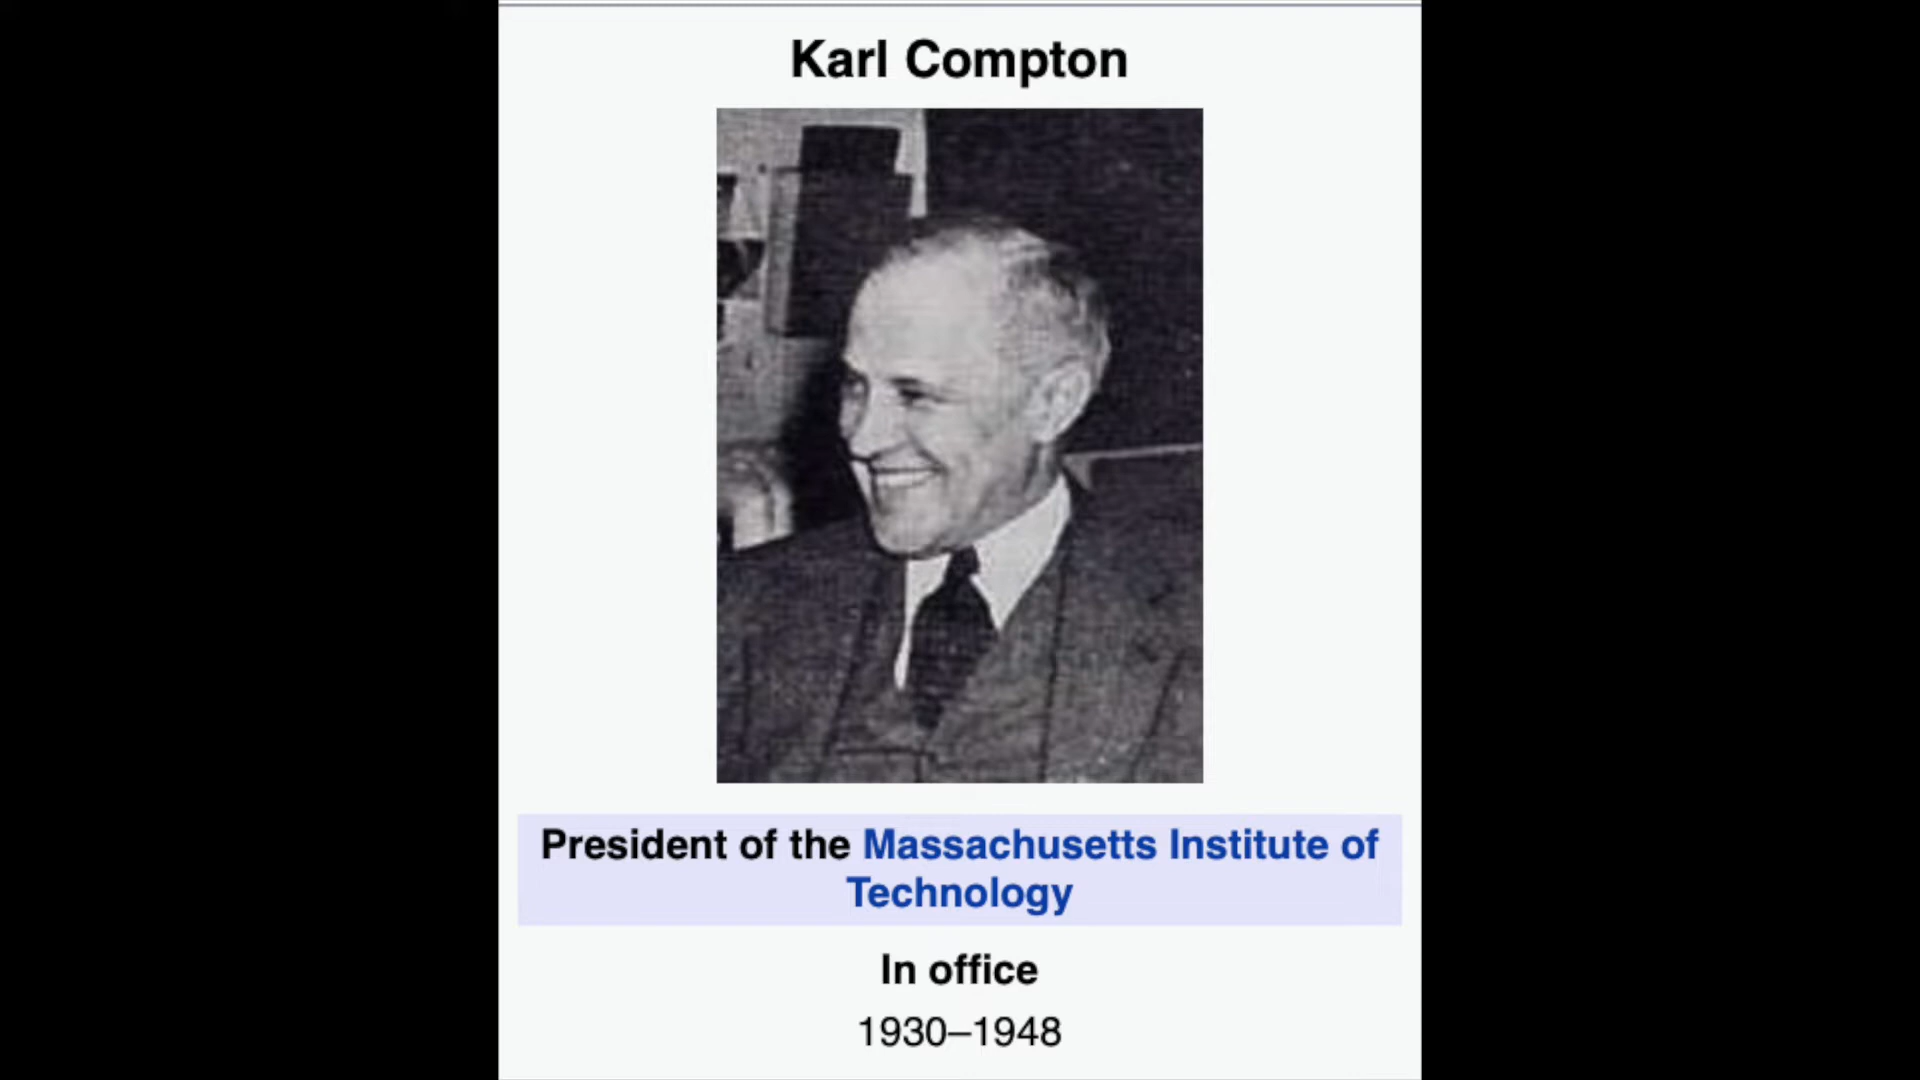 Karl Compton
President of the Massachusetts Institute of
Technology
In office
1930–1948